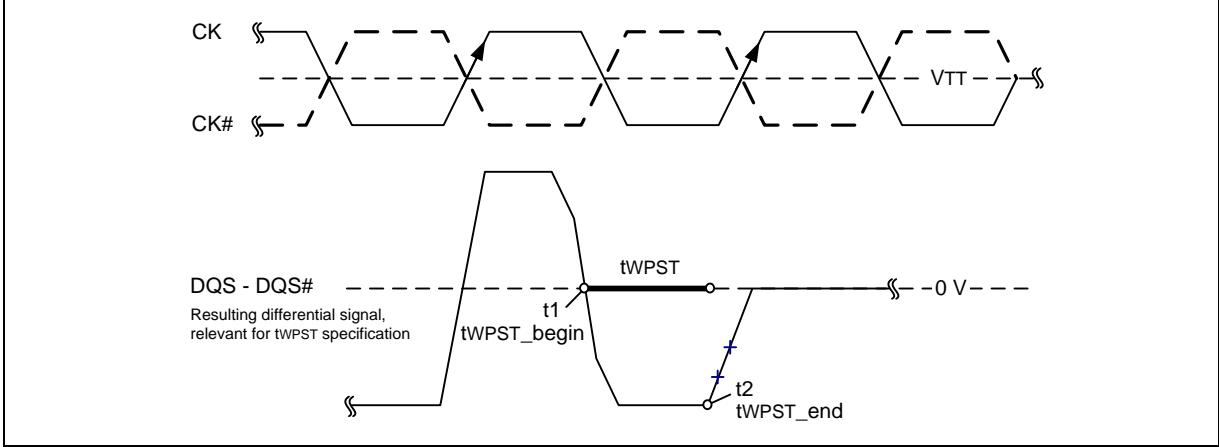 CK
VTT
CK#
tWPST
DQS - DQS#
0 V
Resulting differential signal,
relevant for tWPST specification
t1
tWPST_begin
t2
tWPST_end